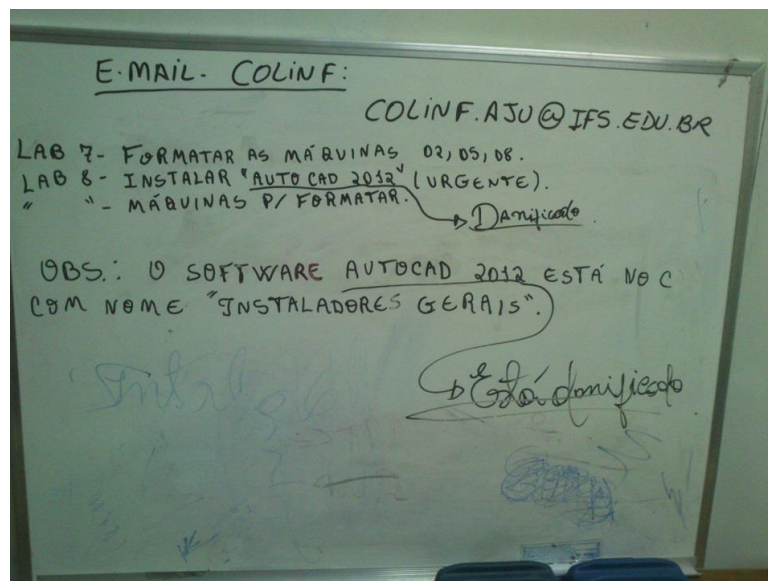 E-MAIL- COLINF:
COLINF.AJU@IFS.EDU.BR
LAB 7- FORMATAR AS MÁQUINAS 02, 05, 08.
LAB 8- INSTALAR "AUTO CAD 2012" (URGENTE).
" "- MÁQUINAS P/ FORMATAR.
Danificado
OBS.: O SOFTWARE AUTOCAD 2012 ESTÁ NO C
COM NOME "INSTALADORES GERAIS".
Está danificado